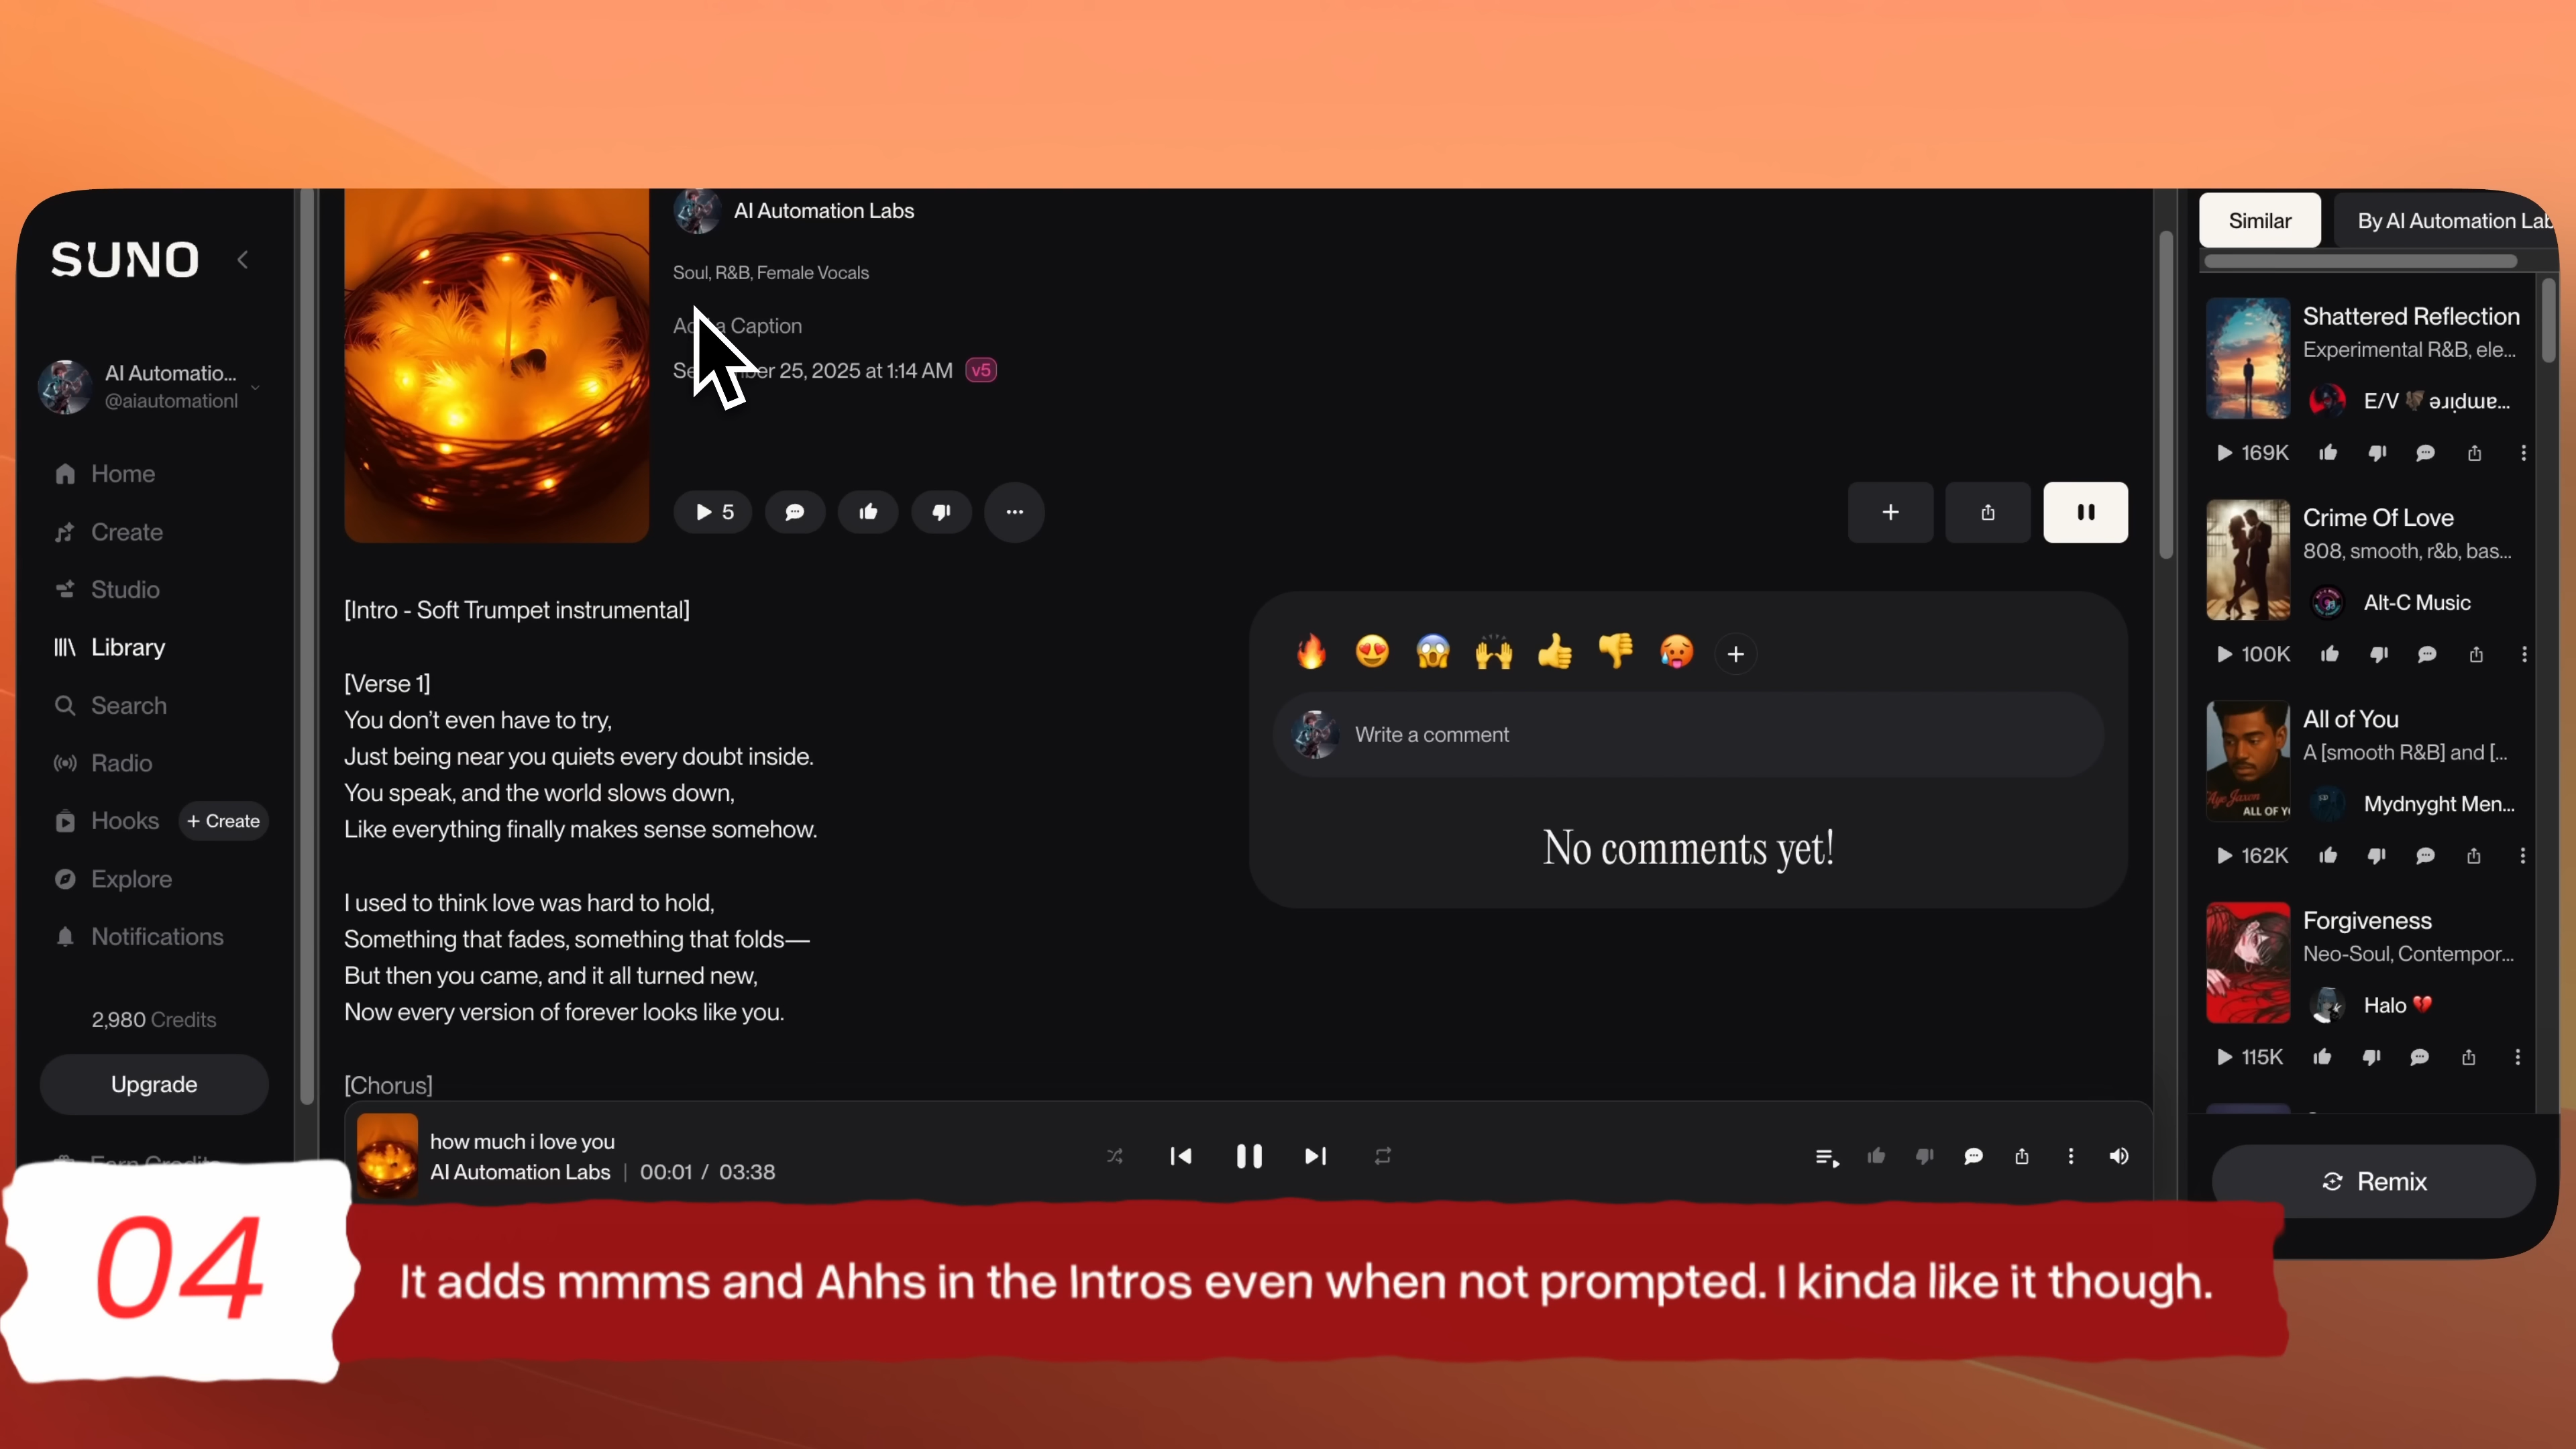 SUNO
AI Automatio...
@aiautomationl
Home
Create
Studio
Library
Search
Radio
Hooks
+ Create
Explore
Notifications
2,980 Credits
Upgrade
AI Automation Labs
Soul, R&B, Female Vocals
Caption
25, 2025 at 1:14 AM v5
5
[Intro - Soft Trumpet instrumental]
[Verse 1]
You don't even have to try,
Just being near you quiets every doubt inside.
You speak, and the world slows down,
Like everything finally makes sense somehow.
I used to think love was hard to hold,
Something that fades, something that folds—
But then you came, and it all turned new,
Now every version of forever looks like you.
[Chorus]
Write a comment
No comments yet!
Similar
By AI Automation Lab
Shattered Reflection
Experimental R&B, ele...
E/V ǝɹıdɯɐ...
169K
Crime Of Love
808, smooth, r&b, bas...
Alt-C Music
100K
ALL OF Y
All of You
A [smooth R&B] and [...
Mydnyght Men...
162K
Forgiveness
Neo-Soul, Contempor...
Halo
115K
Remix
how much i love you
AI Automation Labs | 00:01 / 03:38
04
It adds mmms and Ahhs in the Intros even when not prompted. I kinda like it though.